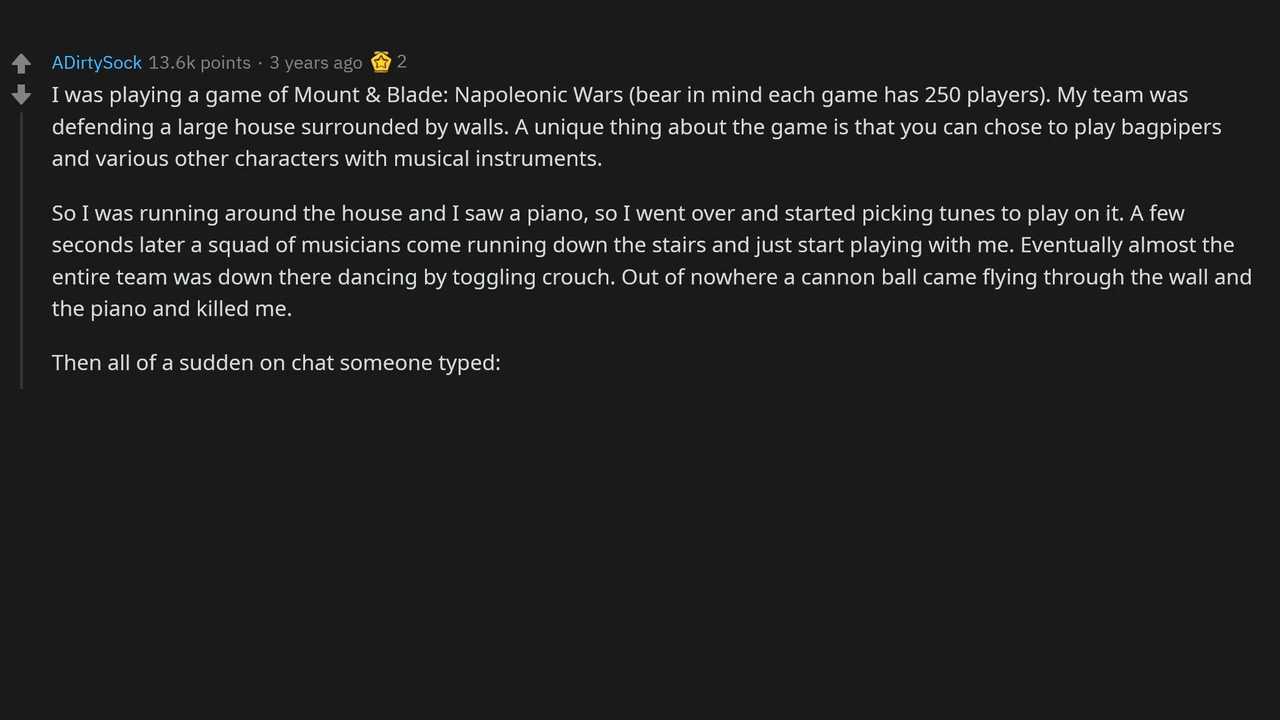 ADirtySock 13.6k points · 3 years ago 2
I was playing a game of Mount & Blade: Napoleonic Wars (bear in mind each game has 250 players). My team was
defending a large house surrounded by walls. A unique thing about the game is that you can chose to play bagpipers
and various other characters with musical instruments.
So I was running around the house and I saw a piano, so I went over and started picking tunes to play on it. A few
seconds later a squad of musicians come running down the stairs and just start playing with me. Eventually almost the
entire team was down there dancing by toggling crouch. Out of nowhere a cannon ball came flying through the wall and
the piano and killed me.
Then all of a sudden on chat someone typed: